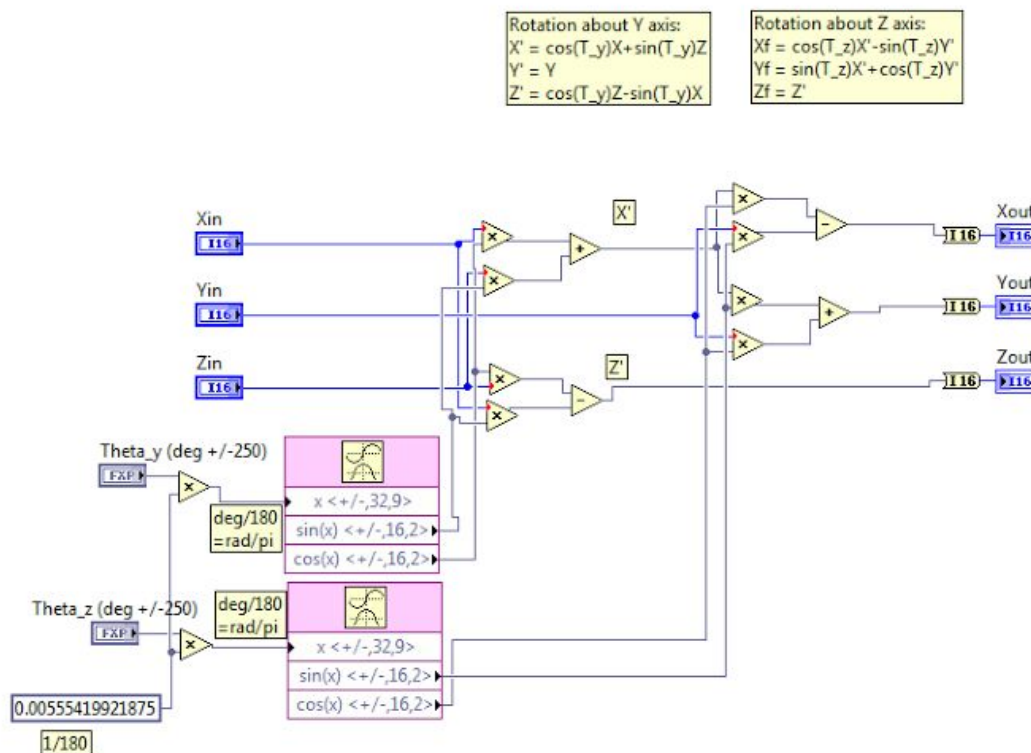 Rotation about Y axis:
X' = cos(T_y)X+sin(T_y)Z
Y' = Y
Z' = cos(T_y)Z-sin(T_y)X
Rotation about Z axis:
Xf = cos(T_z)X'-sin(T_z)Y'
Yf = sin(T_z)X'+cos(T_z)Y'
Zf = Z'
Xin
I16
Yin
I16
Zin
I16
X'
Z'
×
×
+
×
×
-
×
×
-
×
×
+
I16
I16
I16
Xout
I16
Yout
I16
Zout
I16
Theta_y (deg +/-250)
FXP
×
deg/180
=rad/pi
x <+/-,32,9>
sin(x) <+/-,16,2>
cos(x) <+/-,16,2>
Theta_z (deg +/-250)
FXP
×
deg/180
=rad/pi
x <+/-,32,9>
sin(x) <+/-,16,2>
cos(x) <+/-,16,2>
0.00555419921875
1/180